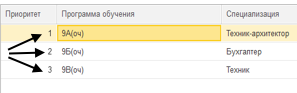 Приоритет Программа обучения Специализация
1 9А(оч) Техник-архитектор
2 9Б(оч) Бухгалтер
3 9В(оч) Техник